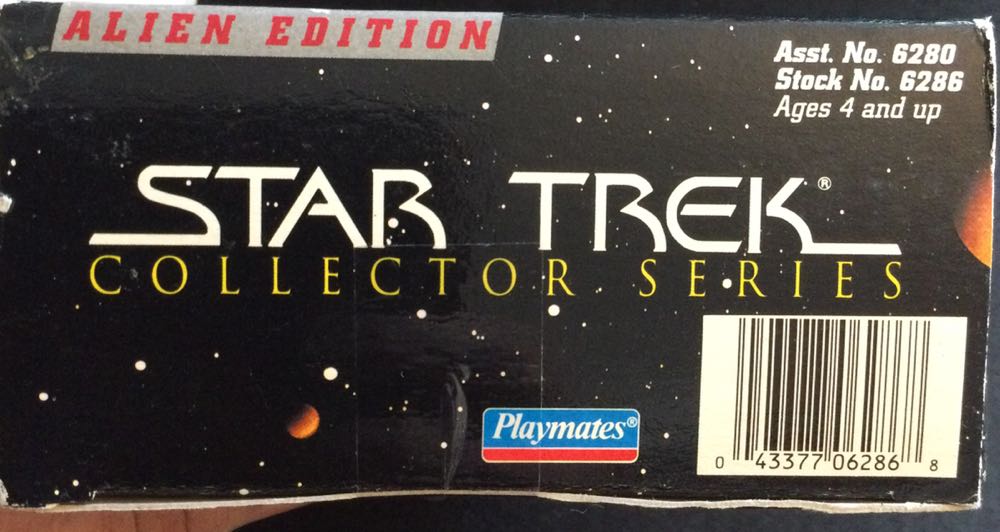 ALIEN EDITION
Asst. No. 6280
Stock No. 6286
Ages 4 and up
STAR TREK®
COLLECTOR SERIES
Playmates®
0 43377 06286 8